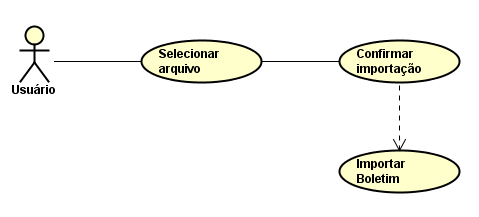 Usuário
Selecionar
arquivo
Confirmar
importação
Importar
Boletim